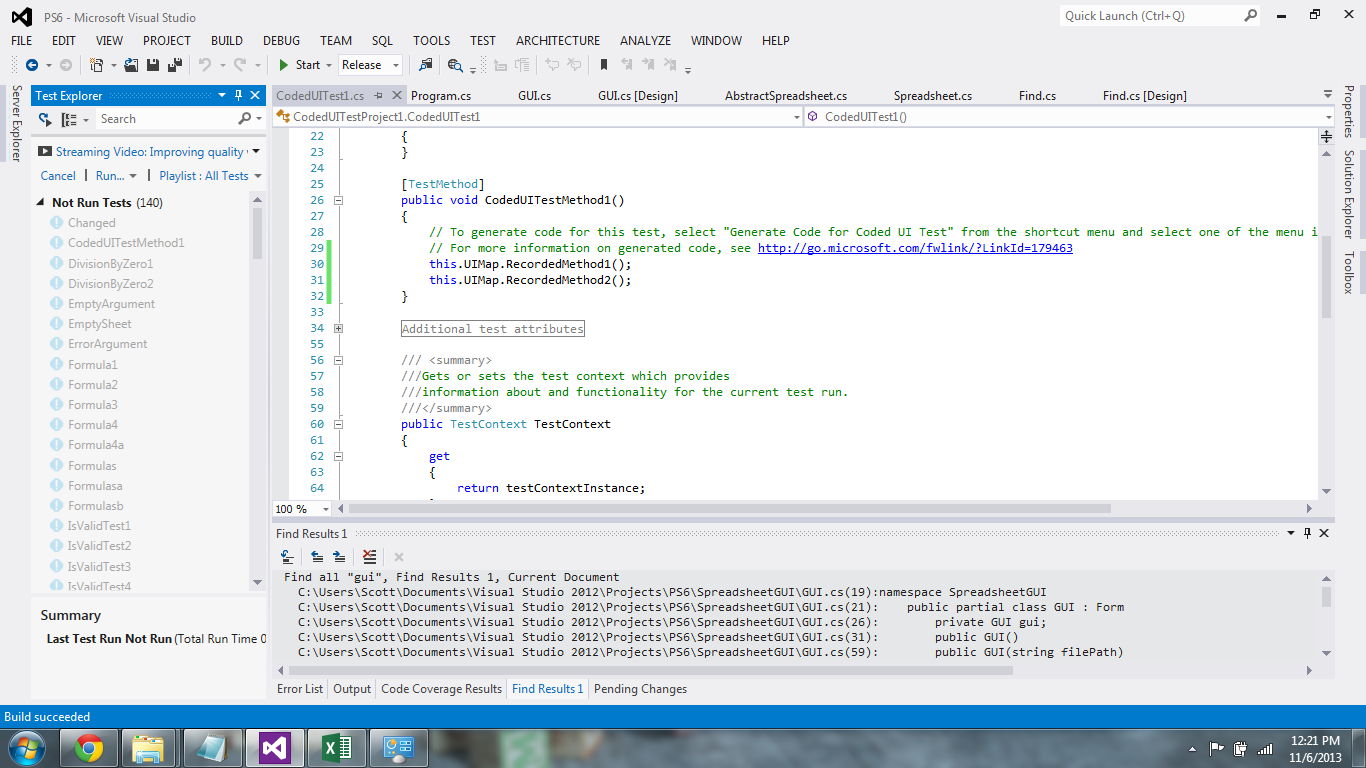 PS6 - Microsoft Visual Studio
Quick Launch (Ctrl+Q)
FILE EDIT VIEW PROJECT BUILD DEBUG TEAM SQL TOOLS TEST ARCHITECTURE ANALYZE WINDOW HELP
Start Release
Server Explorer
Test Explorer
Search
Streaming Video: Improving quality
Cancel | Run... | Playlist : All Tests
Not Run Tests (140)
Changed
CodedUITestMethod1
DivisionByZero1
DivisionByZero2
EmptyArgument
EmptySheet
ErrorArgument
Formula1
Formula2
Formula3
Formula4
Formula4a
Formulas
Formulasa
Formulasb
IsValidTest1
IsValidTest2
IsValidTest3
IsValidTest4
Summary
Last Test Run Not Run (Total Run Time 0
CodedUITest1.cs Program.cs GUI.cs GUI.cs [Design] AbstractSpreadsheet.cs Spreadsheet.cs Find.cs Find.cs [Design]
CodedUITestProject1.CodedUITest1 CodedUITest1()
22 {
23 }
24
25 [TestMethod]
26 public void CodedUITestMethod1()
27 {
28 // To generate code for this test, select "Generate Code for Coded UI Test" from the shortcut menu and select one of the menu i
29 // For more information on generated code, see http://go.microsoft.com/fwlink/?LinkId=179463
30 this.UIMap.RecordedMethod1();
31 this.UIMap.RecordedMethod2();
32 }
33
34 Additional test attributes
55
56 /// <summary>
57 ///Gets or sets the test context which provides
58 ///information about and functionality for the current test run.
59 ///</summary>
60 public TestContext TestContext
61 {
62 get
63 {
64 return testContextInstance;
100 %
Properties
Solution Explorer
Toolbox
Find Results 1
Find all "gui", Find Results 1, Current Document
C:\Users\Scott\Documents\Visual Studio 2012\Projects\PS6\SpreadsheetGUI\GUI.cs(19):namespace SpreadsheetGUI
C:\Users\Scott\Documents\Visual Studio 2012\Projects\PS6\SpreadsheetGUI\GUI.cs(21): public partial class GUI : Form
C:\Users\Scott\Documents\Visual Studio 2012\Projects\PS6\SpreadsheetGUI\GUI.cs(26): private GUI gui;
C:\Users\Scott\Documents\Visual Studio 2012\Projects\PS6\SpreadsheetGUI\GUI.cs(31): public GUI()
C:\Users\Scott\Documents\Visual Studio 2012\Projects\PS6\SpreadsheetGUI\GUI.cs(59): public GUI(string filePath)
Error List Output Code Coverage Results Find Results 1 Pending Changes
Build succeeded
12:21 PM
11/6/2013